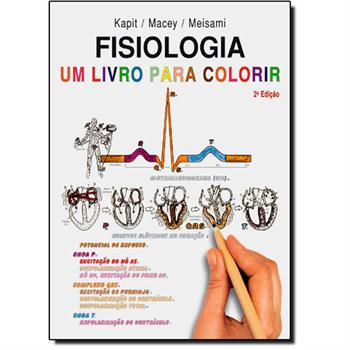 Kapit / Macey / Meisami
FISIOLOGIA
UM LIVRO PARA COLORIR
2ª Edição
P.
T.
ELETROCARDIOGRAMA (ECG).
P. QRS. T.
EVENTOS ELÉTRICOS NO CORAÇÃO.
POTENCIAL DE REPOUSO.
ONDA P:
EXCITAÇÃO DO NÓ AS.
DESPOLARIZAÇÃO ATRIAL.
NÓ AV, EXCITAÇÃO DO FEIXE AV.
COMPLEXO QRS:
EXCITAÇÃO DE PURKINJE.
DESPOLARIZAÇÃO DO VENTRÍCULO.
DESPOLARIZAÇÃO TOTAL.
ONDA T:
REPOLARIZAÇÃO DO VENTRÍCULO.